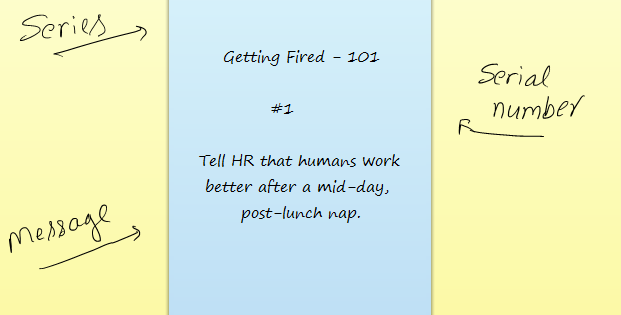 Series
Getting Fired - 101
Serial
number
#1
Tell HR that humans work
better after a mid-day,
post-lunch nap.
message